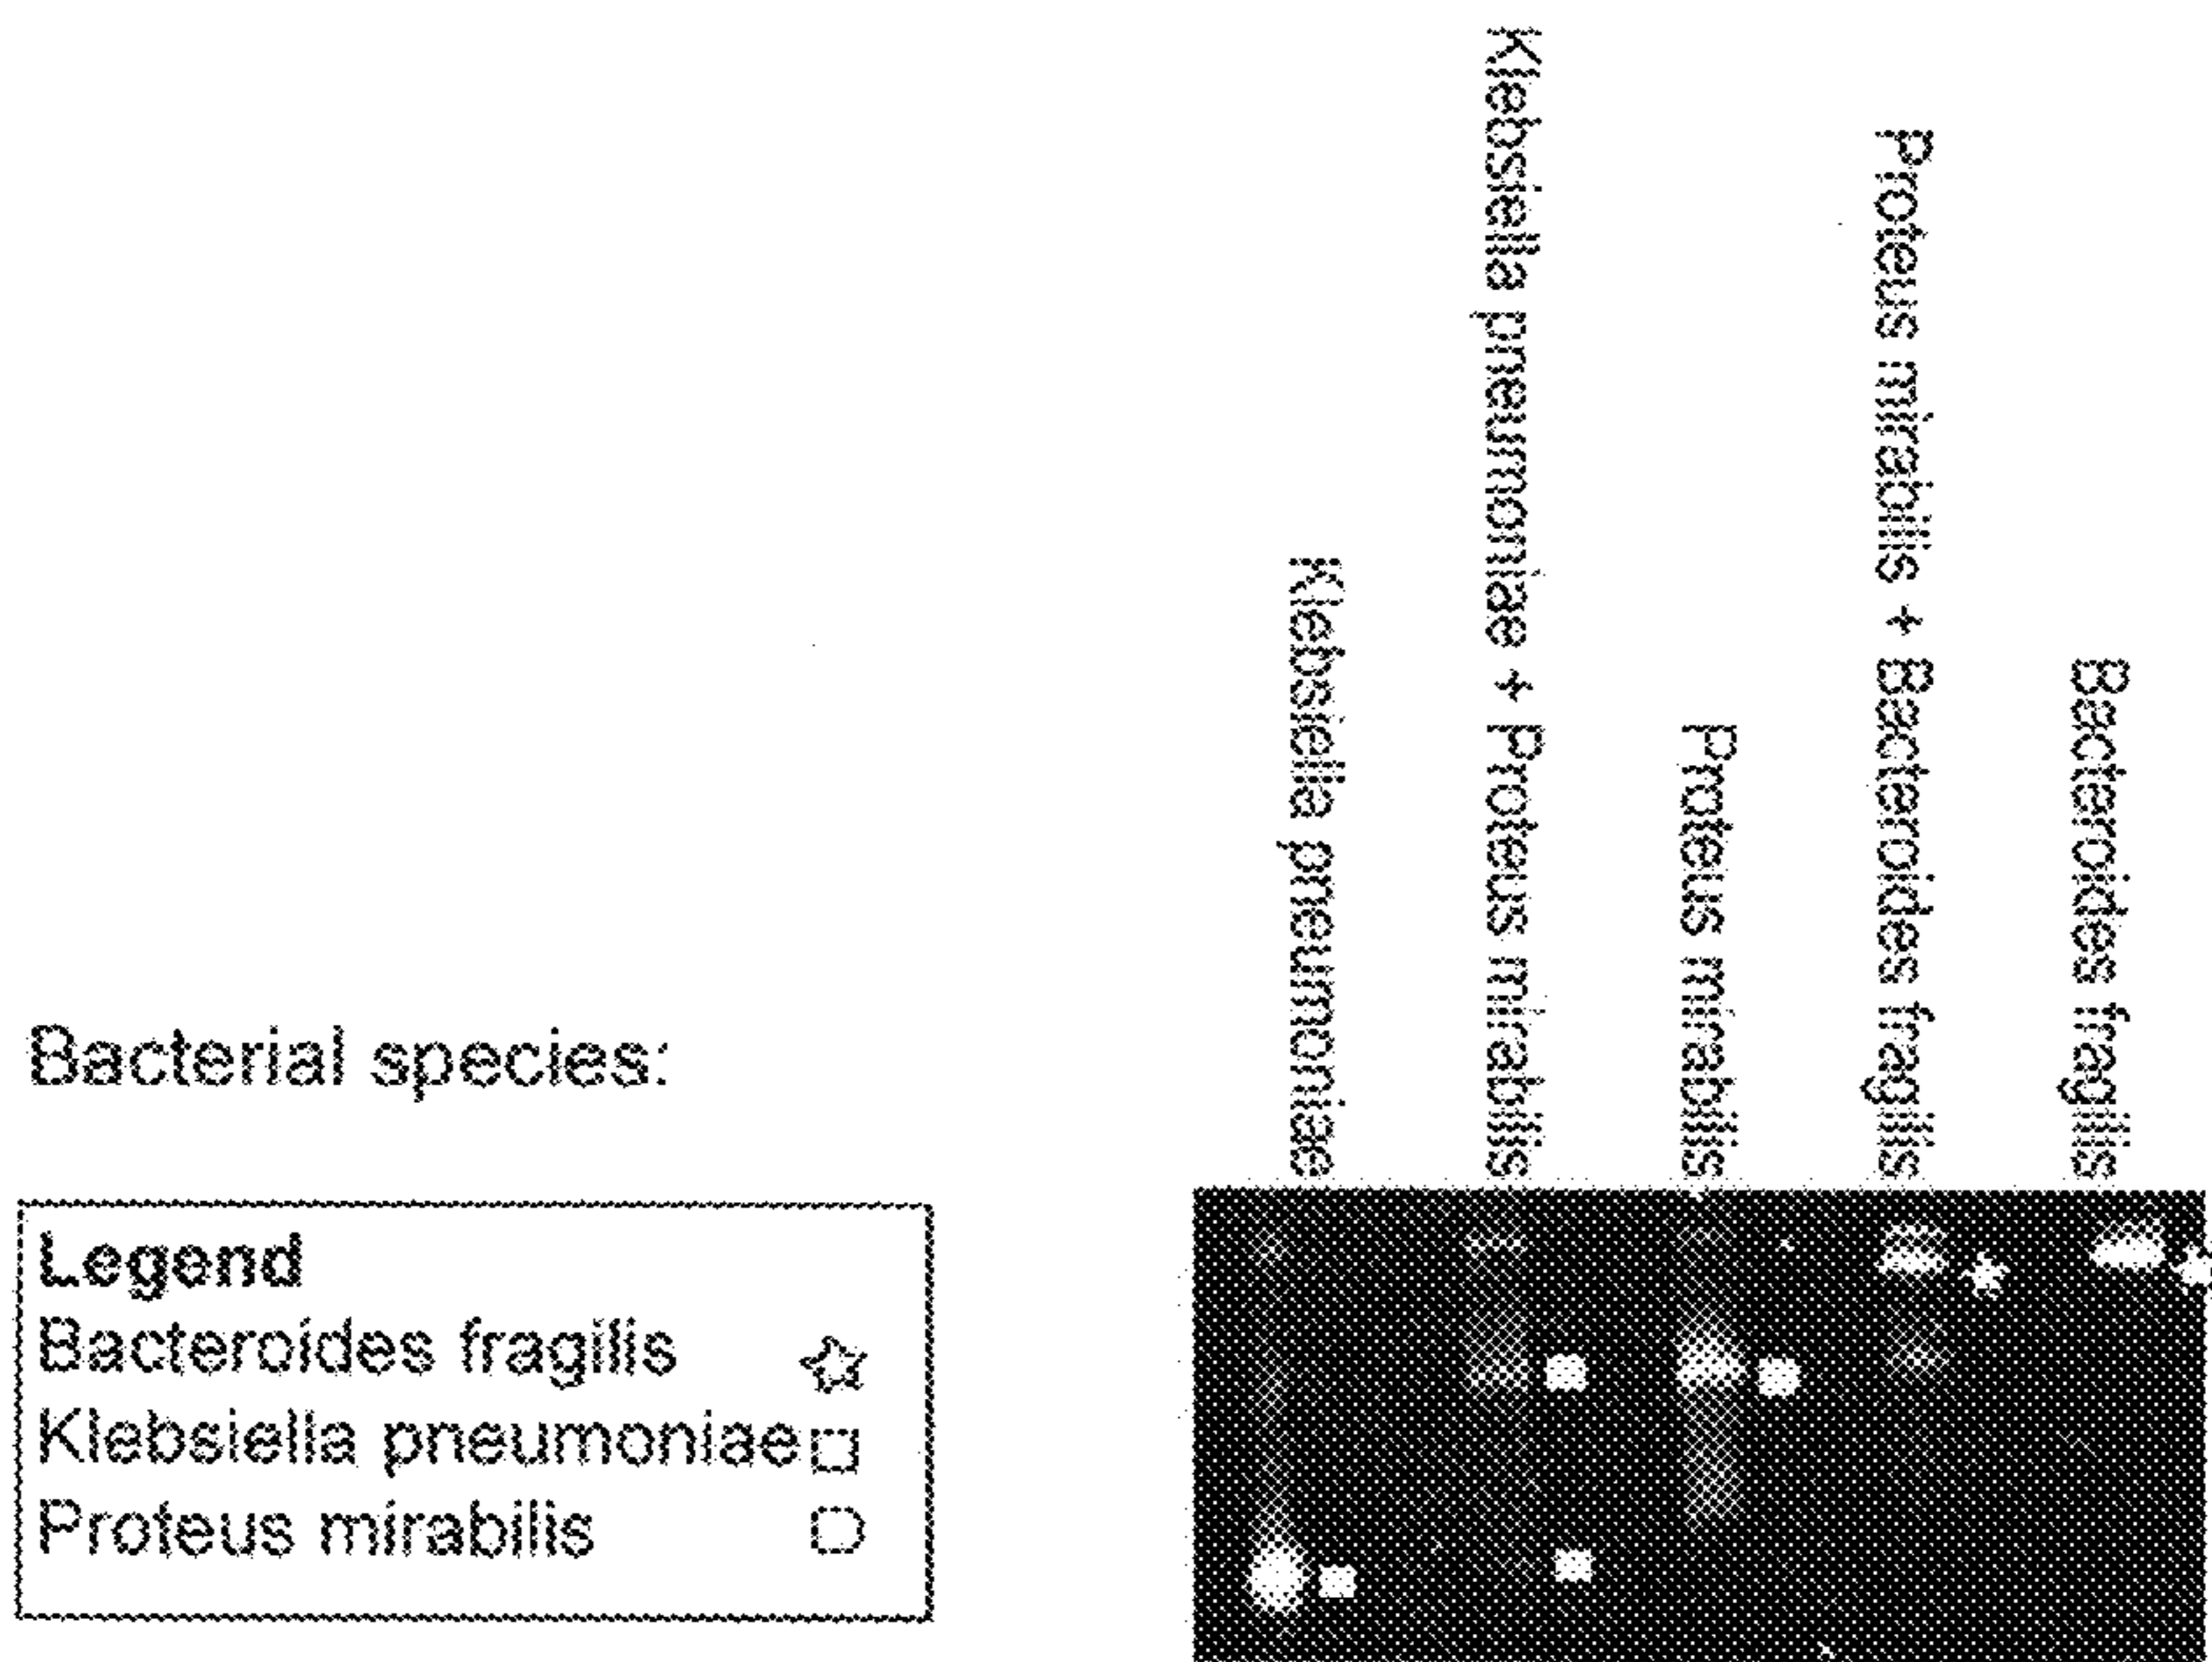 Klebsiella pneumoniae
Klebsiella pneumoniae + Proteus mirabilis
Proteus mirabilis
Proteus mirabilis + Bacteroides fragilis
Bacteroides fragilis
Bacterial species:
Legend
Bacteroides fragilis
Klebsiella pneumoniae
Proteus mirabilis